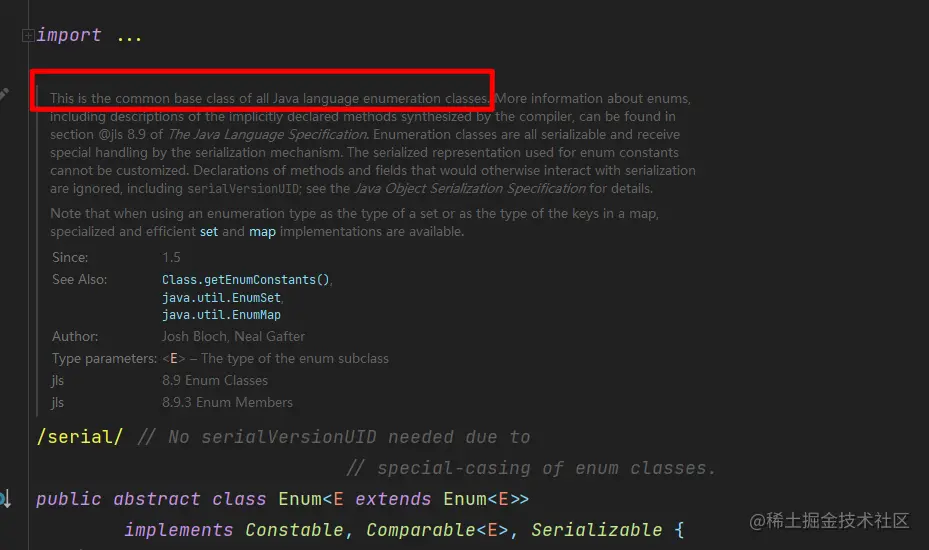 import ...
This is the common base class of all Java language enumeration classes. More information about enums,
including descriptions of the implicitly declared methods synthesized by the compiler, can be found in
section @jls 8.9 of The Java Language Specification. Enumeration classes are all serializable and receive
special handling by the serialization mechanism. The serialized representation used for enum constants
cannot be customized. Declarations of methods and fields that would otherwise interact with serialization
are ignored, including serialVersionUID; see the Java Object Serialization Specification for details.
Note that when using an enumeration type as the type of a set or as the type of the keys in a map,
specialized and efficient set and map implementations are available.
Since: 1.5
See Also: Class.getEnumConstants(),
java.util.EnumSet,
java.util.EnumMap
Author: Josh Bloch, Neal Gafter
Type parameters: <E> – The type of the enum subclass
jls 8.9 Enum Classes
jls 8.9.3 Enum Members
/serial/ // No serialVersionUID needed due to
// special-casing of enum classes.
public abstract class Enum<E extends Enum<E>>
implements Constable, Comparable<E>, Serializable {
@稀土掘金技术社区